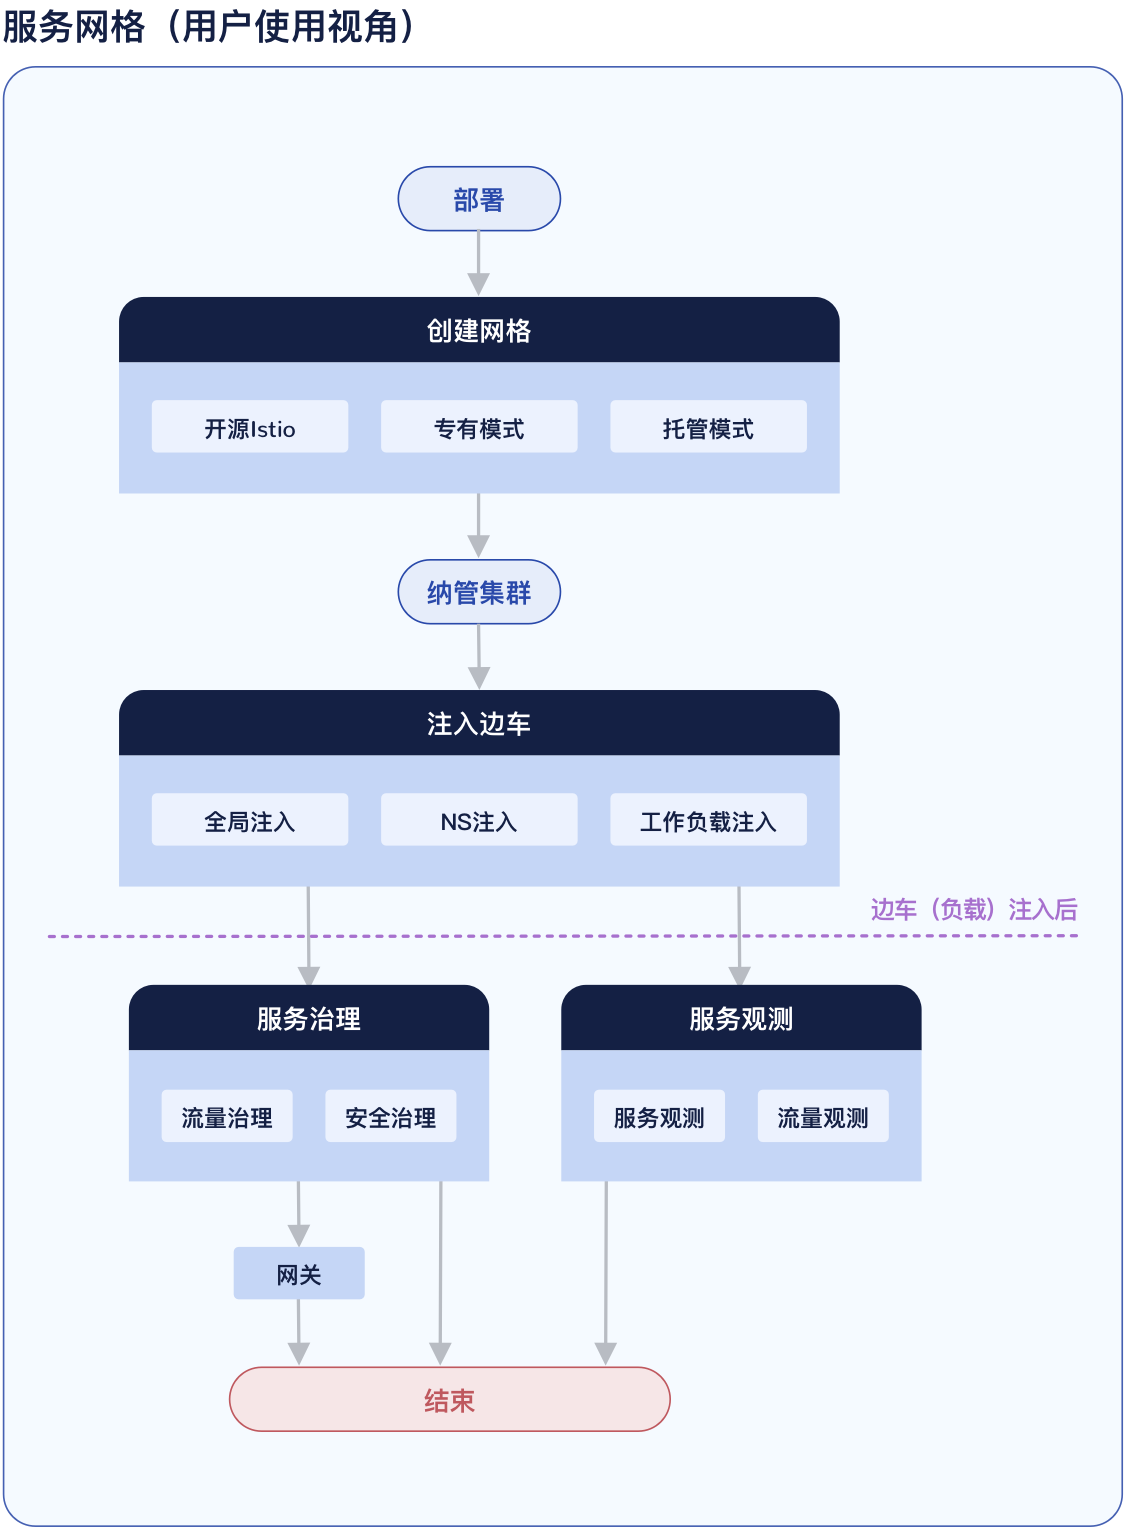 服务网格（用户使用视角）
部署
创建网格
开源Istio
专有模式
托管模式
纳管集群
注入边车
全局注入
NS注入
工作负载注入
边车（负载）注入后
服务治理
流量治理
安全治理
服务观测
服务观测
流量观测
网关
结束